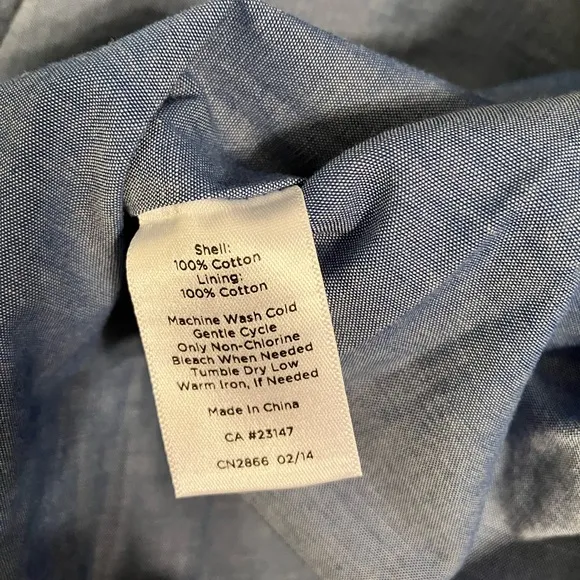 Shell:
100% Cotton
Lining:
100% Cotton
Machine Wash Cold
Gentle Cycle
Only Non-Chlorine
Bleach When Needed
Tumble Dry Low
Warm Iron, If Needed
Made In China
CA #23147
CN2866 02/14